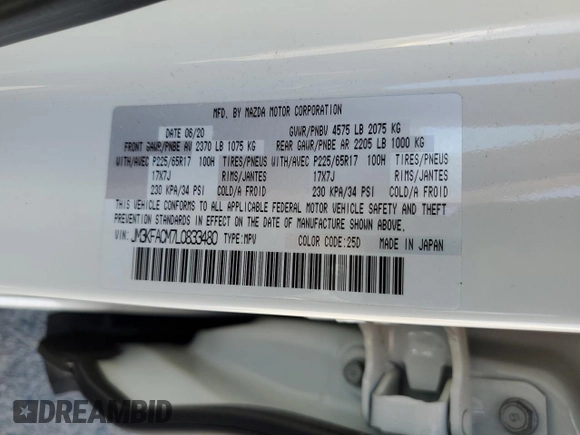 MFD. BY MAZDA MOTOR CORPORATION
DATE 06/20 GVWR/PNBV 4575 LB 2075 KG
FRONT GAWR/PNBE AV 2370 LB 1075 KG REAR GAWR/PNBE AR 2205 LB 1000 KG
WITH/AVEC P225/65R17 100H TIRES/PNEUS WITH/AVEC P225/65R17 100H TIRES/PNEUS
17X7J RIMS/JANTES 17X7J RIMS/JANTES
230 KPA/34 PSI COLD/A FROID 230 KPA/34 PSI COLD/A FROID
THIS VEHICLE CONFORMS TO ALL APPLICABLE FEDERAL MOTOR VEHICLE SAFETY AND THEFT
PREVENTION STANDARDS IN EFFECT ON THE DATE OF MANUFACTURE SHOWN ABOVE.
VIN: JM3KFACM7L0833480 TYPE:MPV COLOR CODE:25D MADE IN JAPAN
DREAMBID